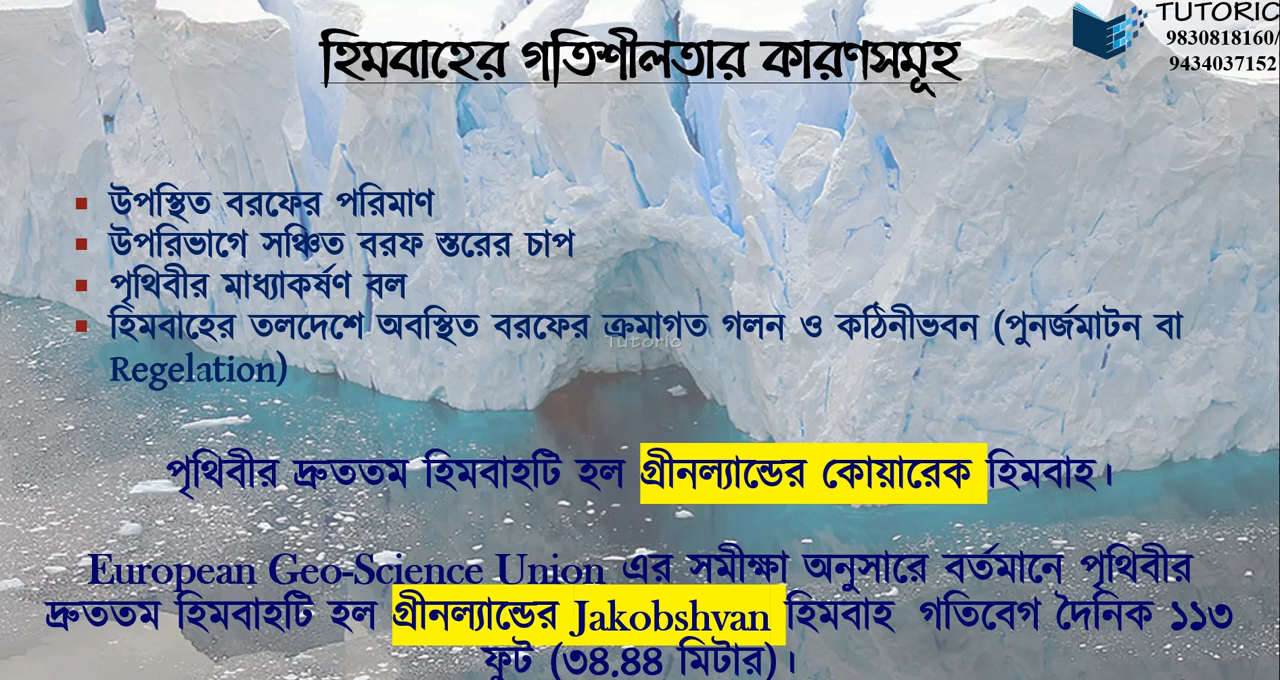 TUTORIO
9830818160/
9434037152
হিমবাহের গতিশীলতার কারণসমূহ
উপস্থিত বরফের পরিমাণ
উপরিভাগে সঞ্চিত বরফ স্তরের চাপ
পৃথিবীর মাধ্যাকর্ষণ বল
হিমবাহের তলদেশে অবস্থিত বরফের ক্রমাগত গলন ও কঠিনীভবন (পুনর্জমাটন বা
Regelation)
Tutorio
পৃথিবীর দ্রুততম হিমবাহটি হল গ্রীনল্যান্ডের কোয়ারেক হিমবাহ।
European Geo-Science Union এর সমীক্ষা অনুসারে বর্তমানে পৃথিবীর
দ্রুততম হিমবাহটি হল গ্রীনল্যান্ডের Jakobshvan হিমবাহ গতিবেগ দৈনিক ১১৩
ফুট (৩৪.৪৪ মিটার)।